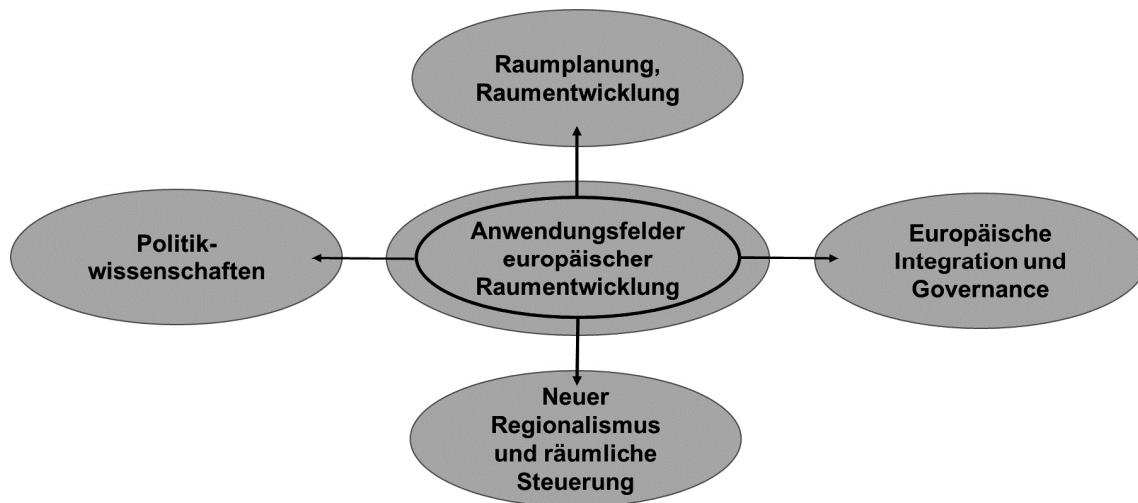 Raumplanung,
Raumentwicklung
Politik-
wissenschaften
Anwendungsfelder
europäischer
Raumentwicklung
Europäische
Integration und
Governance
Neuer
Regionalismus
und räumliche
Steuerung